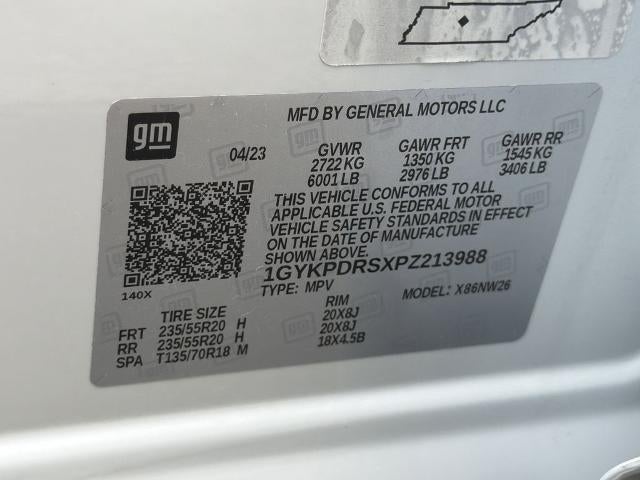 MFD BY GENERAL MOTORS LLC
gm
04/23 GVWR GAWR FRT GAWR RR
2722 KG 1350 KG 1545 KG
6001 LB 2976 LB 3406 LB
THIS VEHICLE CONFORMS TO ALL
APPLICABLE U.S. FEDERAL MOTOR
VEHICLE SAFETY STANDARDS IN EFFECT
ON THE DATE OF MANUFACTURE
SHOWN ABOVE.
1GYKPDRSXPZ213988
140X
TYPE: MPV MODEL: X86NW26
TIRE SIZE RIM
FRT 235/55R20 H 20X8J
RR 235/55R20 H 20X8J
SPA T135/70R18 M 18X4.5B